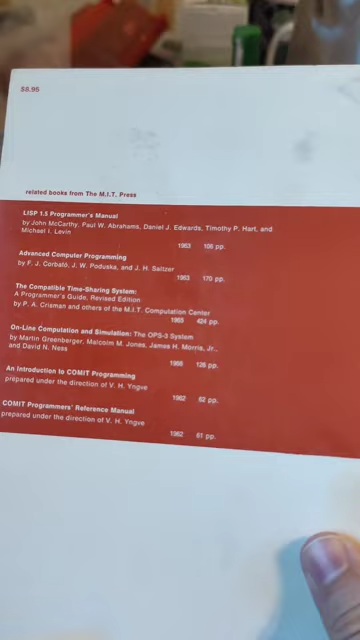 $8.95
related books from The M.I.T. Press
LISP 1.5 Programmer's Manual
by John McCarthy, Paul W. Abrahams, Daniel J. Edwards, Timothy P. Hart, and
Michael I. Levin
1963 106 pp.
Advanced Computer Programming
by F. J. Corbató, J. W. Poduska, and J. H. Saltzer
1963 175 pp.
The Compatible Time-Sharing System:
A Programmer's Guide, Revised Edition
by P. A. Crisman and others of the M.I.T. Computation Center
1965 424 pp.
On-Line Computation and Simulation: The OPS-3 System
by Martin Greenberger, Malcolm M. Jones, James H. Morris, Jr.,
and David N. Ness
126 pp.
An Introduction to COMIT Programming
prepared under the direction of V. H. Yngve
1962 62 pp.
COMIT Programmers' Reference Manual
prepared under the direction of V. H. Yngve
1962 61 pp.